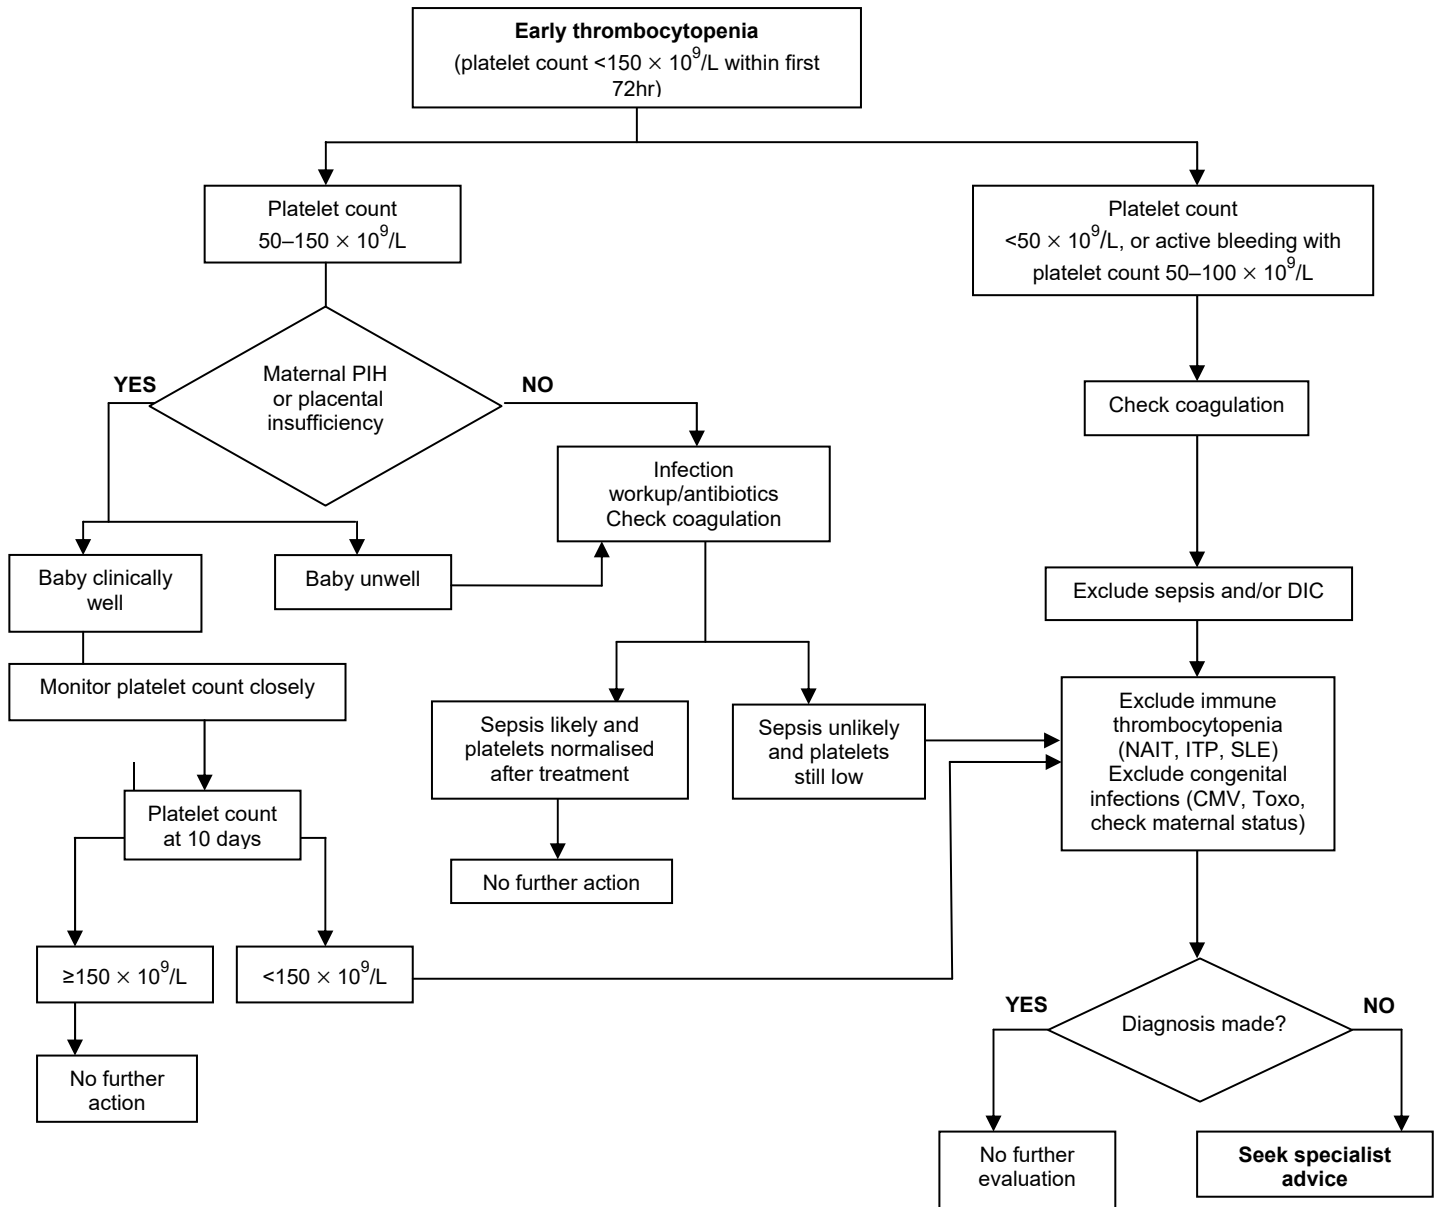 Early thrombocytopenia
(platelet count <150 × 10⁹/L within first
72hr)
Platelet count
50–150 × 10⁹/L
Platelet count
<50 × 10⁹/L, or active bleeding with
platelet count 50–100 × 10⁹/L
Maternal PIH
or placental
insufficiency
YES
NO
Check coagulation
Infection
workup/antibiotics
Check coagulation
Baby clinically
well
Baby unwell
Exclude sepsis and/or DIC
Monitor platelet count closely
Sepsis likely and
platelets normalised
after treatment
Sepsis unlikely
and platelets
still low
Exclude immune
thrombocytopenia
(NAIT, ITP, SLE)
Exclude congenital
infections (CMV, Toxo,
check maternal status)
Platelet count
at 10 days
No further action
≥150 × 10⁹/L
<150 × 10⁹/L
No further
action
YES
Diagnosis made?
NO
No further
evaluation
Seek specialist
advice